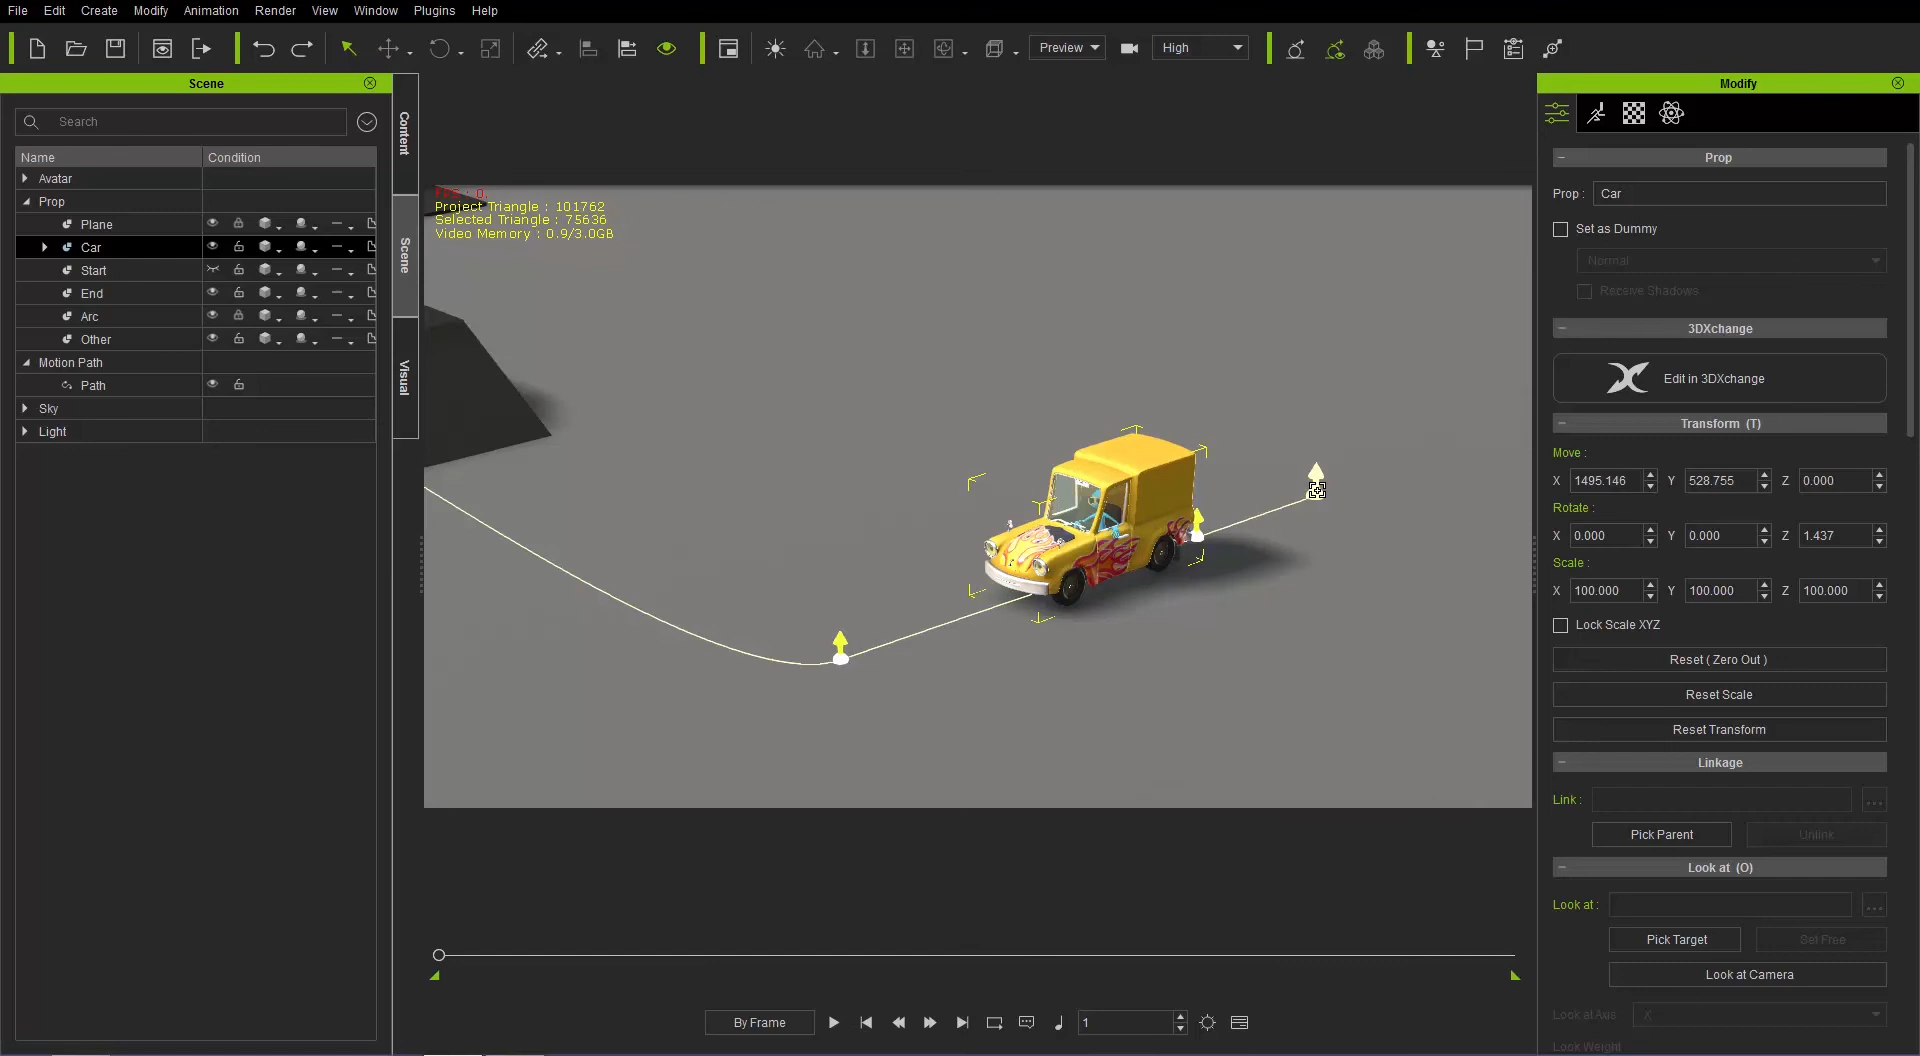 File Edit Create Modify Animation Render View Window Plugins Help
Preview High
Scene
Search
Name Condition
Avatar
Prop
Plane
Car
Start
End
Arc
Other
Motion Path
Path
Sky
Light
Content
Scene
Visual
Project Triangle : 101762
Selected Triangle : 75636
Video Memory : 0.9/3.0GB
By Frame
1
Modify
Prop
Prop : Car
Set as Dummy
Normal
Receive Shadows
3DXchange
Edit in 3DXchange
Transform (T)
Move :
X 1495.146 Y 528.755 Z 0.000
Rotate :
X 0.000 Y 0.000 Z 1.437
Scale :
X 100.000 Y 100.000 Z 100.000
Lock Scale XYZ
Reset ( Zero Out )
Reset Scale
Reset Transform
Linkage
Link : ...
Pick Parent Unlink
Look at (O)
Look at : ...
Pick Target Set Free
Look at Camera
Look at Axis : X
Look Weight